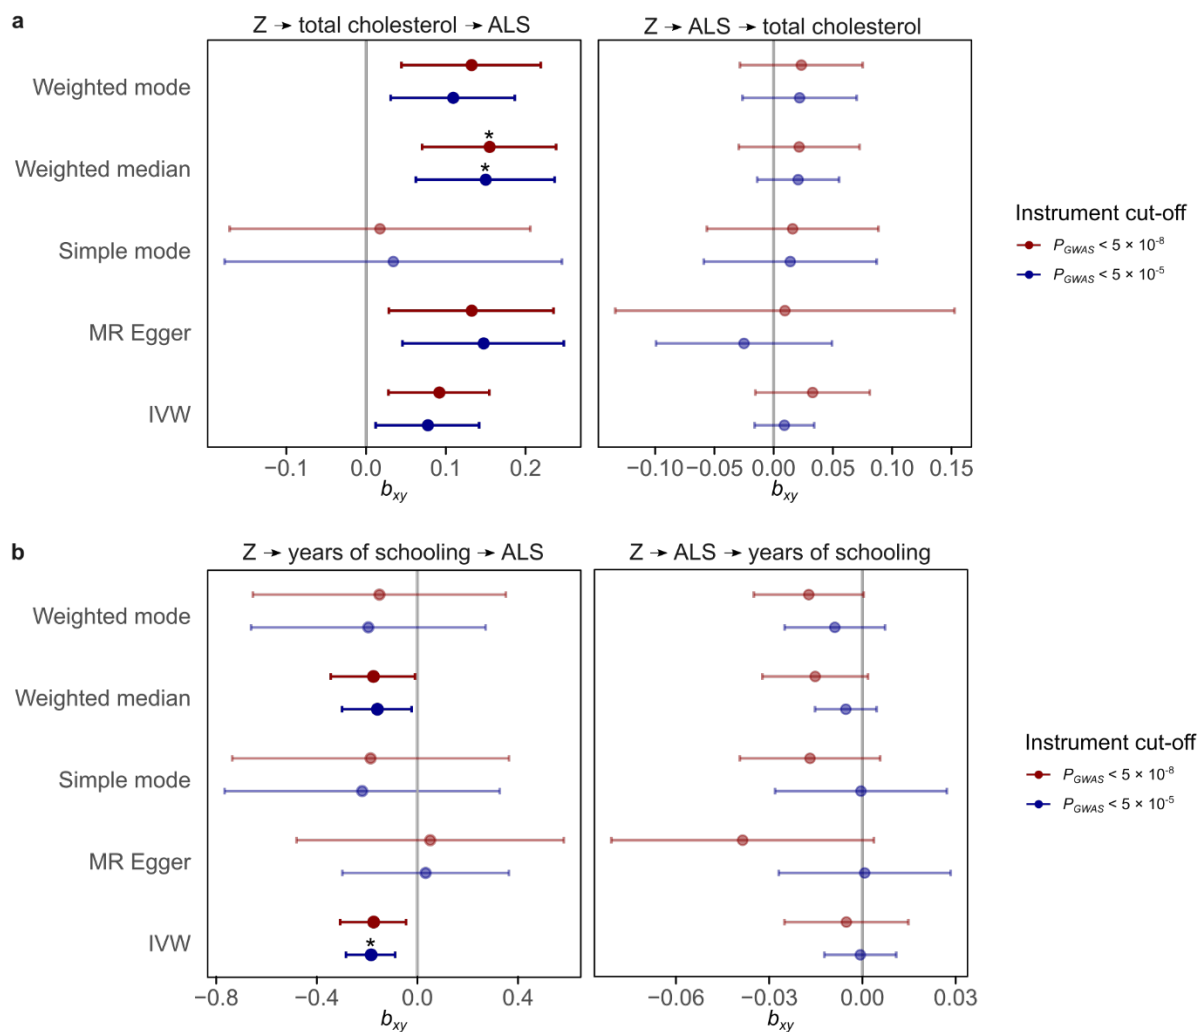 a
Z → total cholesterol → ALS
Z → ALS → total cholesterol
Weighted mode
Weighted median
*
*
Simple mode
MR Egger
IVW
−0.1 0.0 0.1 0.2
b_xy
−0.10 −0.05 0.00 0.05 0.10 0.15
b_xy
Instrument cut-off
P_GWAS < 5 × 10⁻⁸
P_GWAS < 5 × 10⁻⁵
b
Z → years of schooling → ALS
Z → ALS → years of schooling
Weighted mode
Weighted median
Simple mode
MR Egger
IVW
*
−0.8 −0.4 0.0 0.4
b_xy
−0.06 −0.03 0.00 0.03
b_xy
Instrument cut-off
P_GWAS < 5 × 10⁻⁸
P_GWAS < 5 × 10⁻⁵